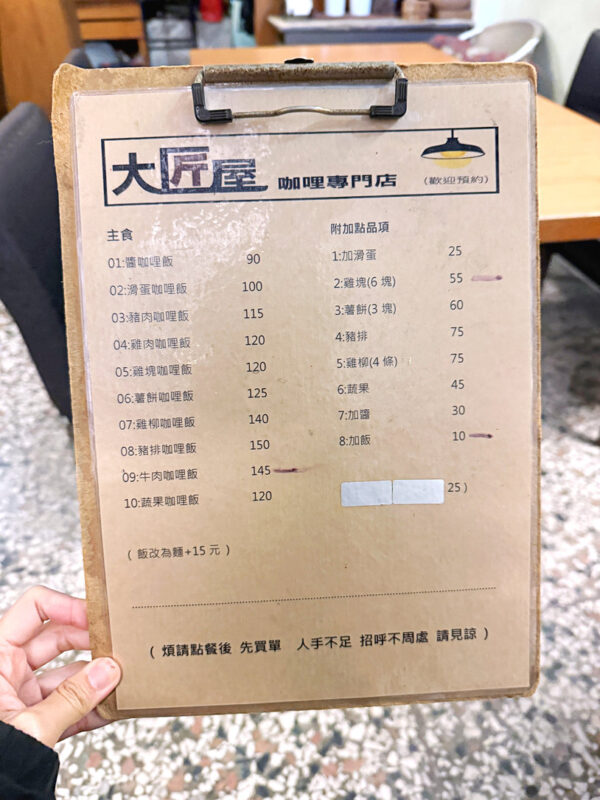 大匠屋 咖哩專門店 (歡迎預約)
主食
01:醬咖哩飯 90
02:滑蛋咖哩飯 100
03:豬肉咖哩飯 115
04:雞肉咖哩飯 120
05:雞塊咖哩飯 120
06:薯餅咖哩飯 125
07:雞柳咖哩飯 140
08:豬排咖哩飯 150
09:牛肉咖哩飯 145
10:蔬果咖哩飯 120
(飯改為麵+15 元 )
附加點品項
1:加滑蛋 25
2:雞塊(6 塊) 55
3:薯餅(3 塊) 60
4:豬排 75
5:雞柳(4 條) 75
6:蔬果 45
7:加醬 30
8:加飯 10
25 )
( 煩請點餐後 先買單 人手不足 招呼不周處 請見諒 )